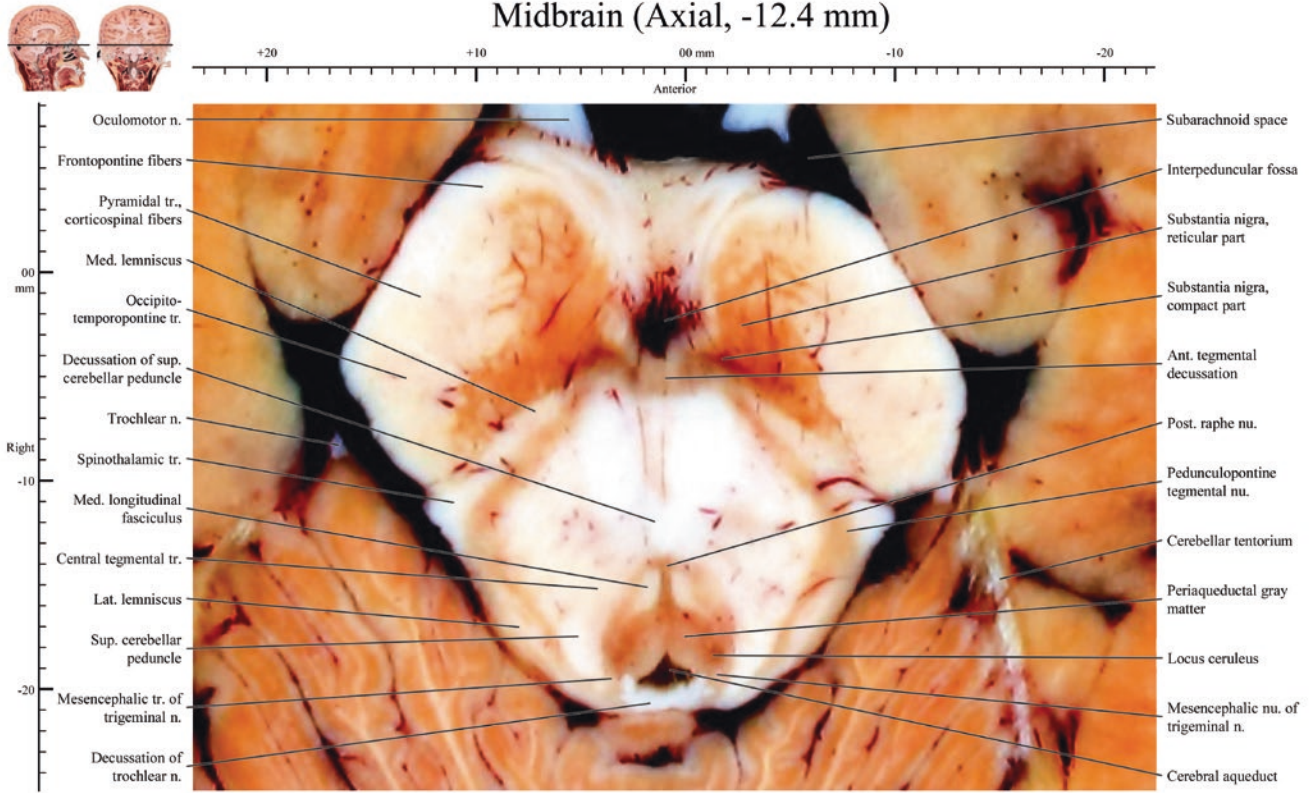 Midbrain (Axial, -12.4 mm)
+20
+10
00 mm
-10
-20
Anterior
Oculomotor n.
Frontopontine fibers
Pyramidal tr.,
corticospinal fibers
Med. lemniscus
Occipito-
temporopontine tr.
Decussation of sup.
cerebellar peduncle
Trochlear n.
Spinothalamic tr.
Med. longitudinal
fasciculus
Central tegmental tr.
Lat. lemniscus
Sup. cerebellar
peduncle
Mesencephalic tr. of
trigeminal n.
Decussation of
trochlear n.
00
mm
Right
-10
-20
Subarachnoid space
Interpeduncular fossa
Substantia nigra,
reticular part
Substantia nigra,
compact part
Ant. tegmental
decussation
Post. raphe nu.
Pedunculopontine
tegmental nu.
Cerebellar tentorium
Periaqueductal gray
matter
Locus ceruleus
Mesencephalic nu. of
trigeminal n.
Cerebral aqueduct